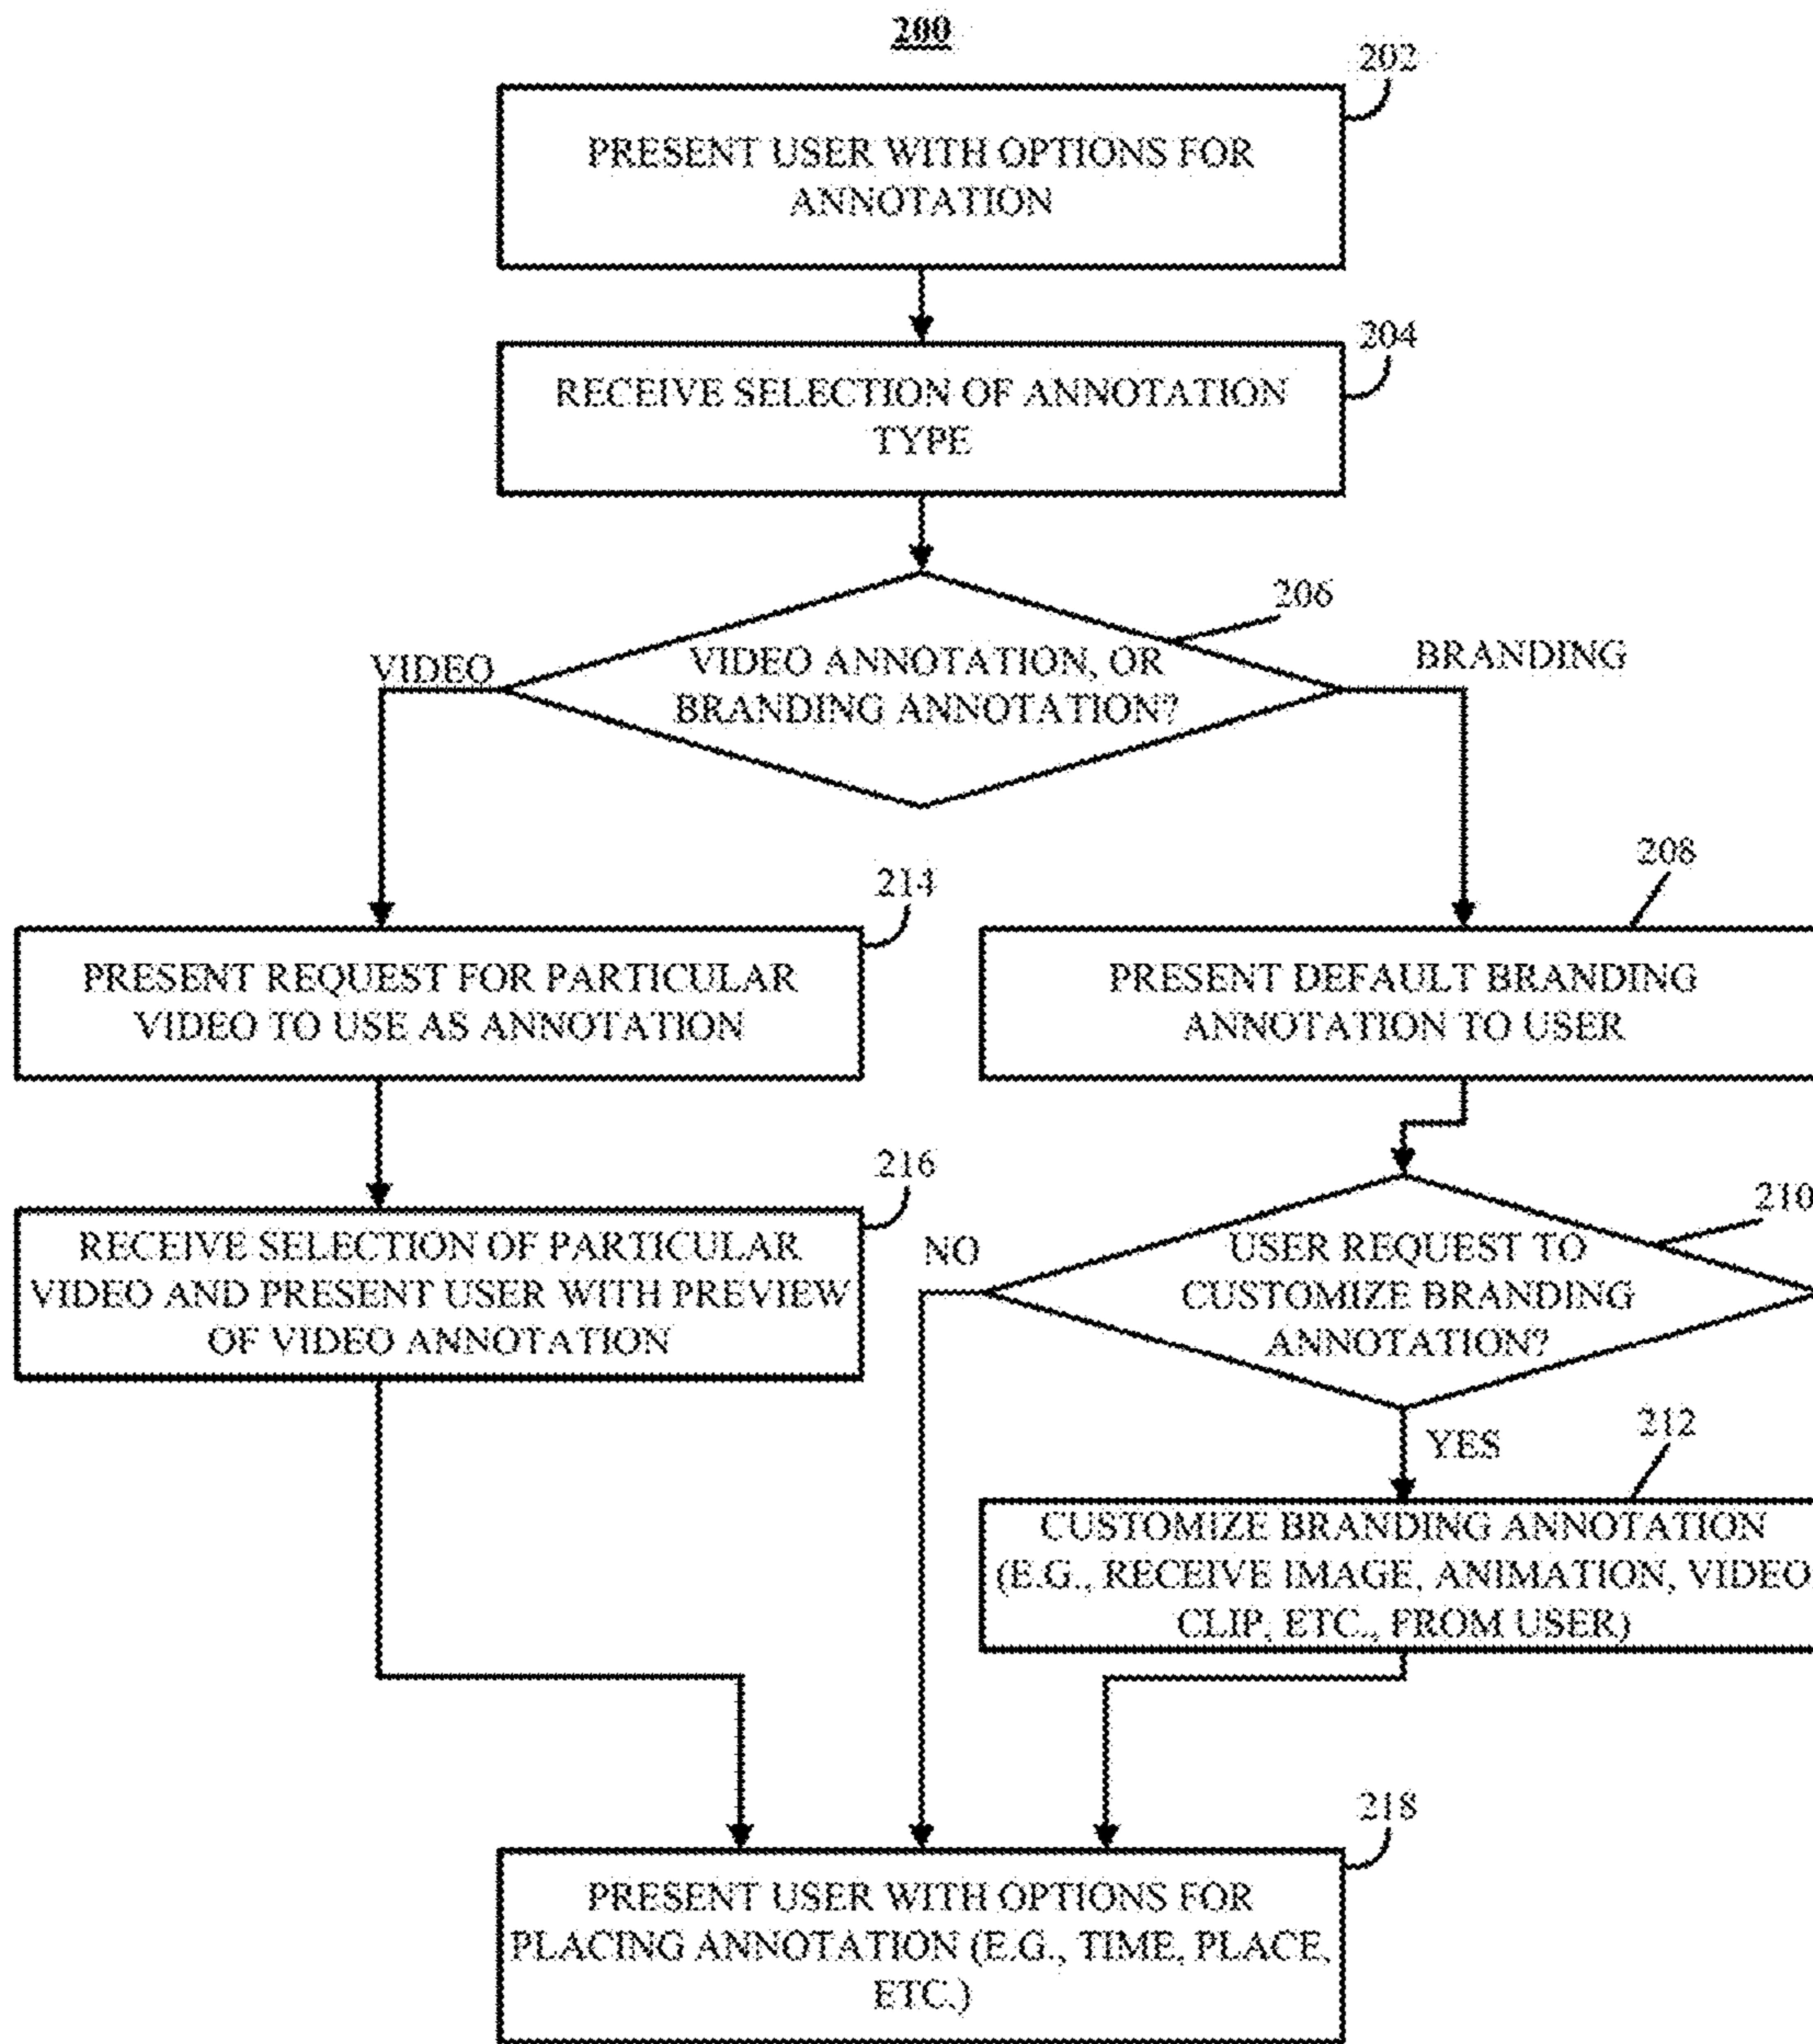 200
202
PRESENT USER WITH OPTIONS FOR
ANNOTATION
204
RECEIVE SELECTION OF ANNOTATION
TYPE
206
VIDEO
VIDEO ANNOTATION, OR
BRANDING ANNOTATION?
BRANDING
214
208
PRESENT REQUEST FOR PARTICULAR
VIDEO TO USE AS ANNOTATION
PRESENT DEFAULT BRANDING
ANNOTATION TO USER
216
210
RECEIVE SELECTION OF PARTICULAR
VIDEO AND PRESENT USER WITH PREVIEW
OF VIDEO ANNOTATION
NO
USER REQUEST TO
CUSTOMIZE BRANDING
ANNOTATION?
YES
212
CUSTOMIZE BRANDING ANNOTATION
(E.G., RECEIVE IMAGE, ANIMATION, VIDEO
CLIP, ETC., FROM USER)
218
PRESENT USER WITH OPTIONS FOR
PLACING ANNOTATION (E.G., TIME, PLACE,
ETC.)